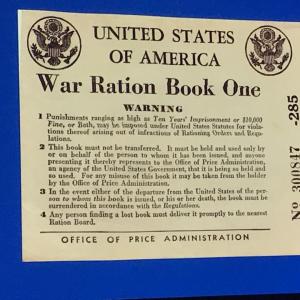 UNITED STATES
OF AMERICA
War Ration Book One
WARNING
1 Punishments ranging as high as Ten Years' Imprisonment or $10,000
Fine, or Both, may be imposed under United States Statutes for viola-
tions thereof arising out of infractions of Rationing Orders and Regu-
lations.
2 This book must not be transferred. It must be held and used only by
or on behalf of the person to whom it has been issued, and anyone
presenting it thereby represents to the Office of Price Administration,
an agency of the United States Government, that it is being so held and
so used. For any misuse of this book it may be taken from the holder
by the Office of Price Administration.
3 In the event either of the departure from the United States of the per-
son to whom this book is issued, or his or her death, the book must be
surrendered in accordance with the Regulations.
4 Any person finding a lost book must deliver it promptly to the nearest
Ration Board.
OFFICE OF PRICE ADMINISTRATION
No 300847 -285